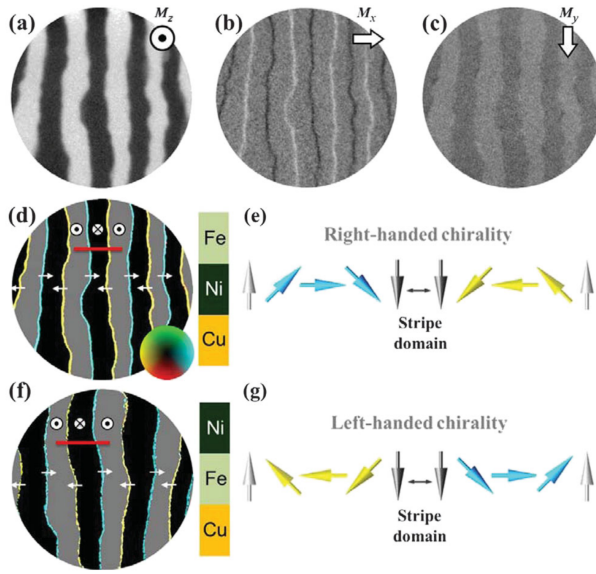 (a)
M_z
(b)
M_x
(c)
M_y
(d)
Fe
Ni
Cu
(e)
Right-handed chirality
Stripe
domain
(f)
Ni
Fe
Cu
(g)
Left-handed chirality
Stripe
domain